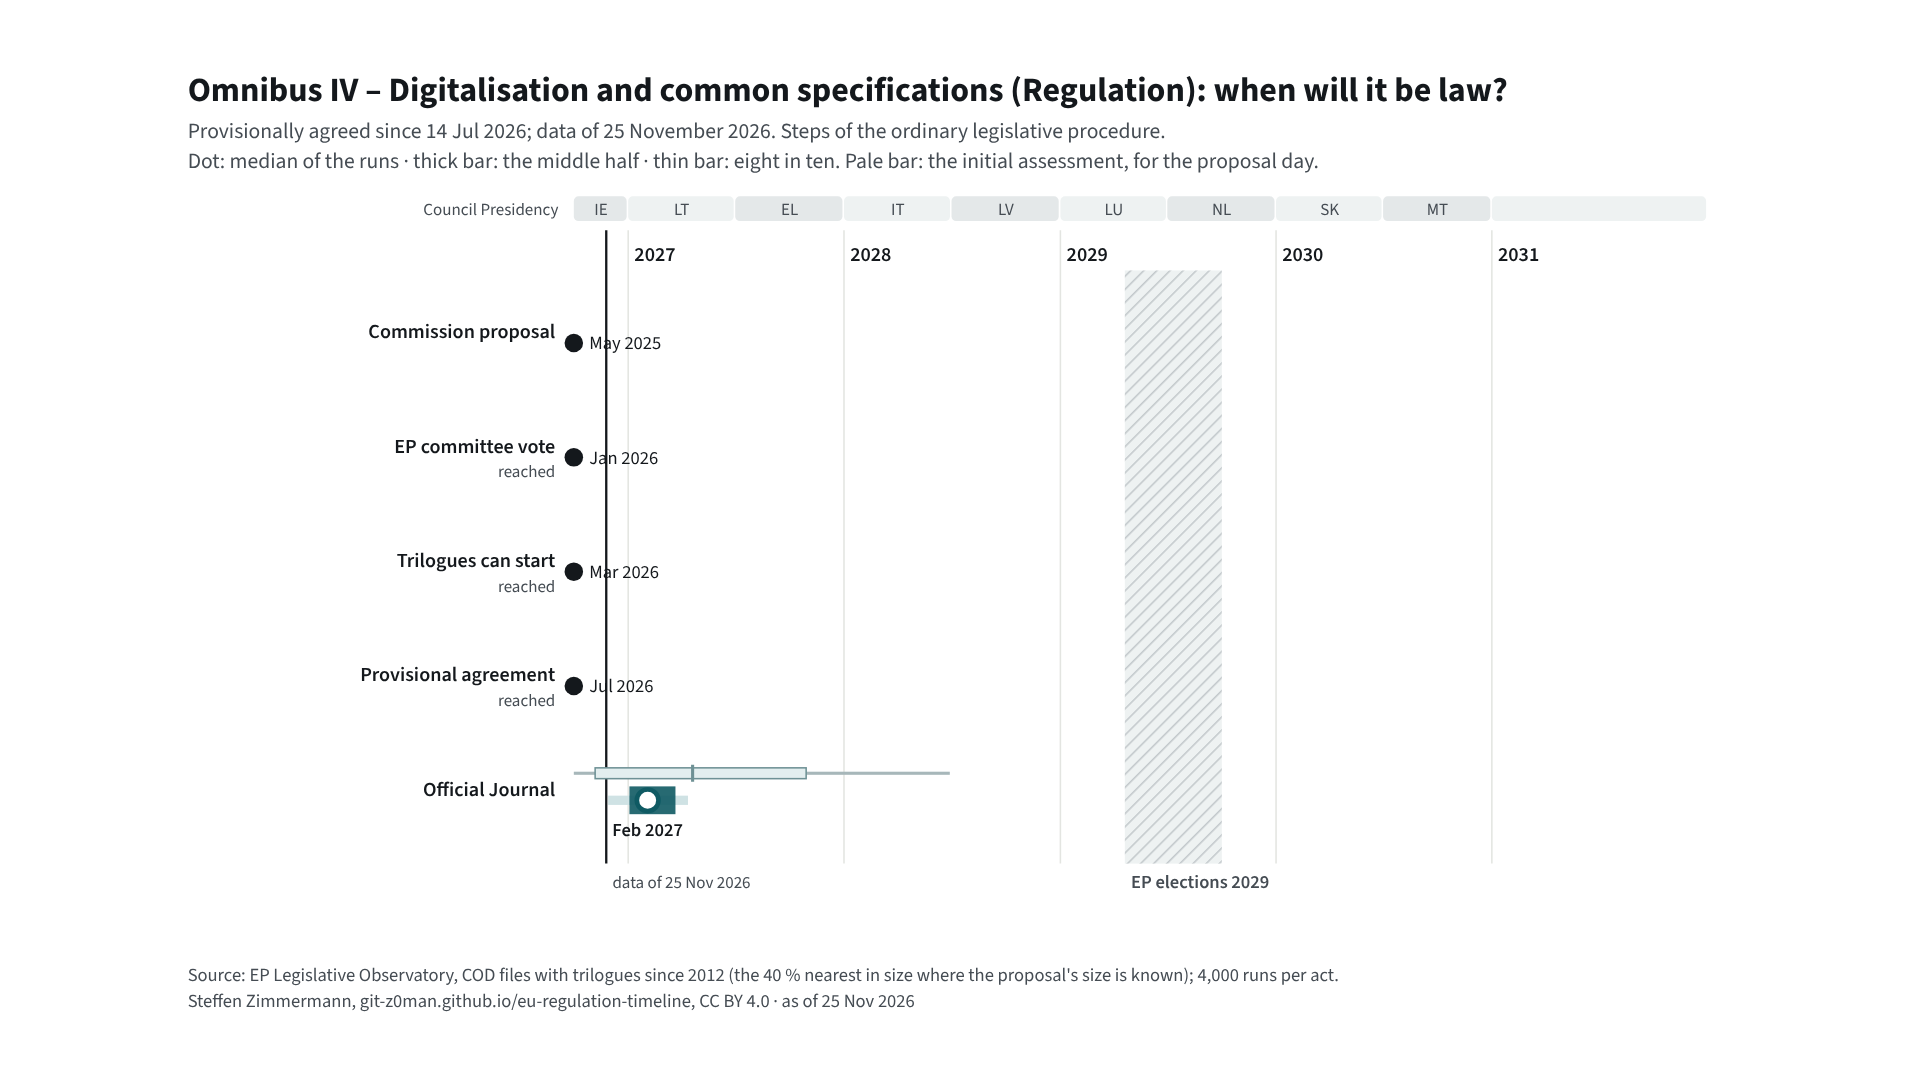 Omnibus IV – Digitalisation and common specifications (Regulation): when will it be law?
Provisionally agreed since 14 Jul 2026; data of 25 November 2026. Steps of the ordinary legislative procedure.
Dot: median of the runs · thick bar: the middle half · thin bar: eight in ten. Pale bar: the initial assessment, for the proposal day.
Council Presidency IE LT EL IT LV LU NL SK MT
2027 2028 2029 2030 2031
Commission proposal
May 2025
EP committee vote
Jan 2026
reached
Trilogues can start
Mar 2026
reached
Provisional agreement
Jul 2026
reached
Official Journal
Feb 2027
data of 25 Nov 2026 EP elections 2029
Source: EP Legislative Observatory, COD files with trilogues since 2012 (the 40 % nearest in size where the proposal's size is known); 4,000 runs per act.
Steffen Zimmermann, git-z0man.github.io/eu-regulation-timeline, CC BY 4.0 · as of 25 Nov 2026